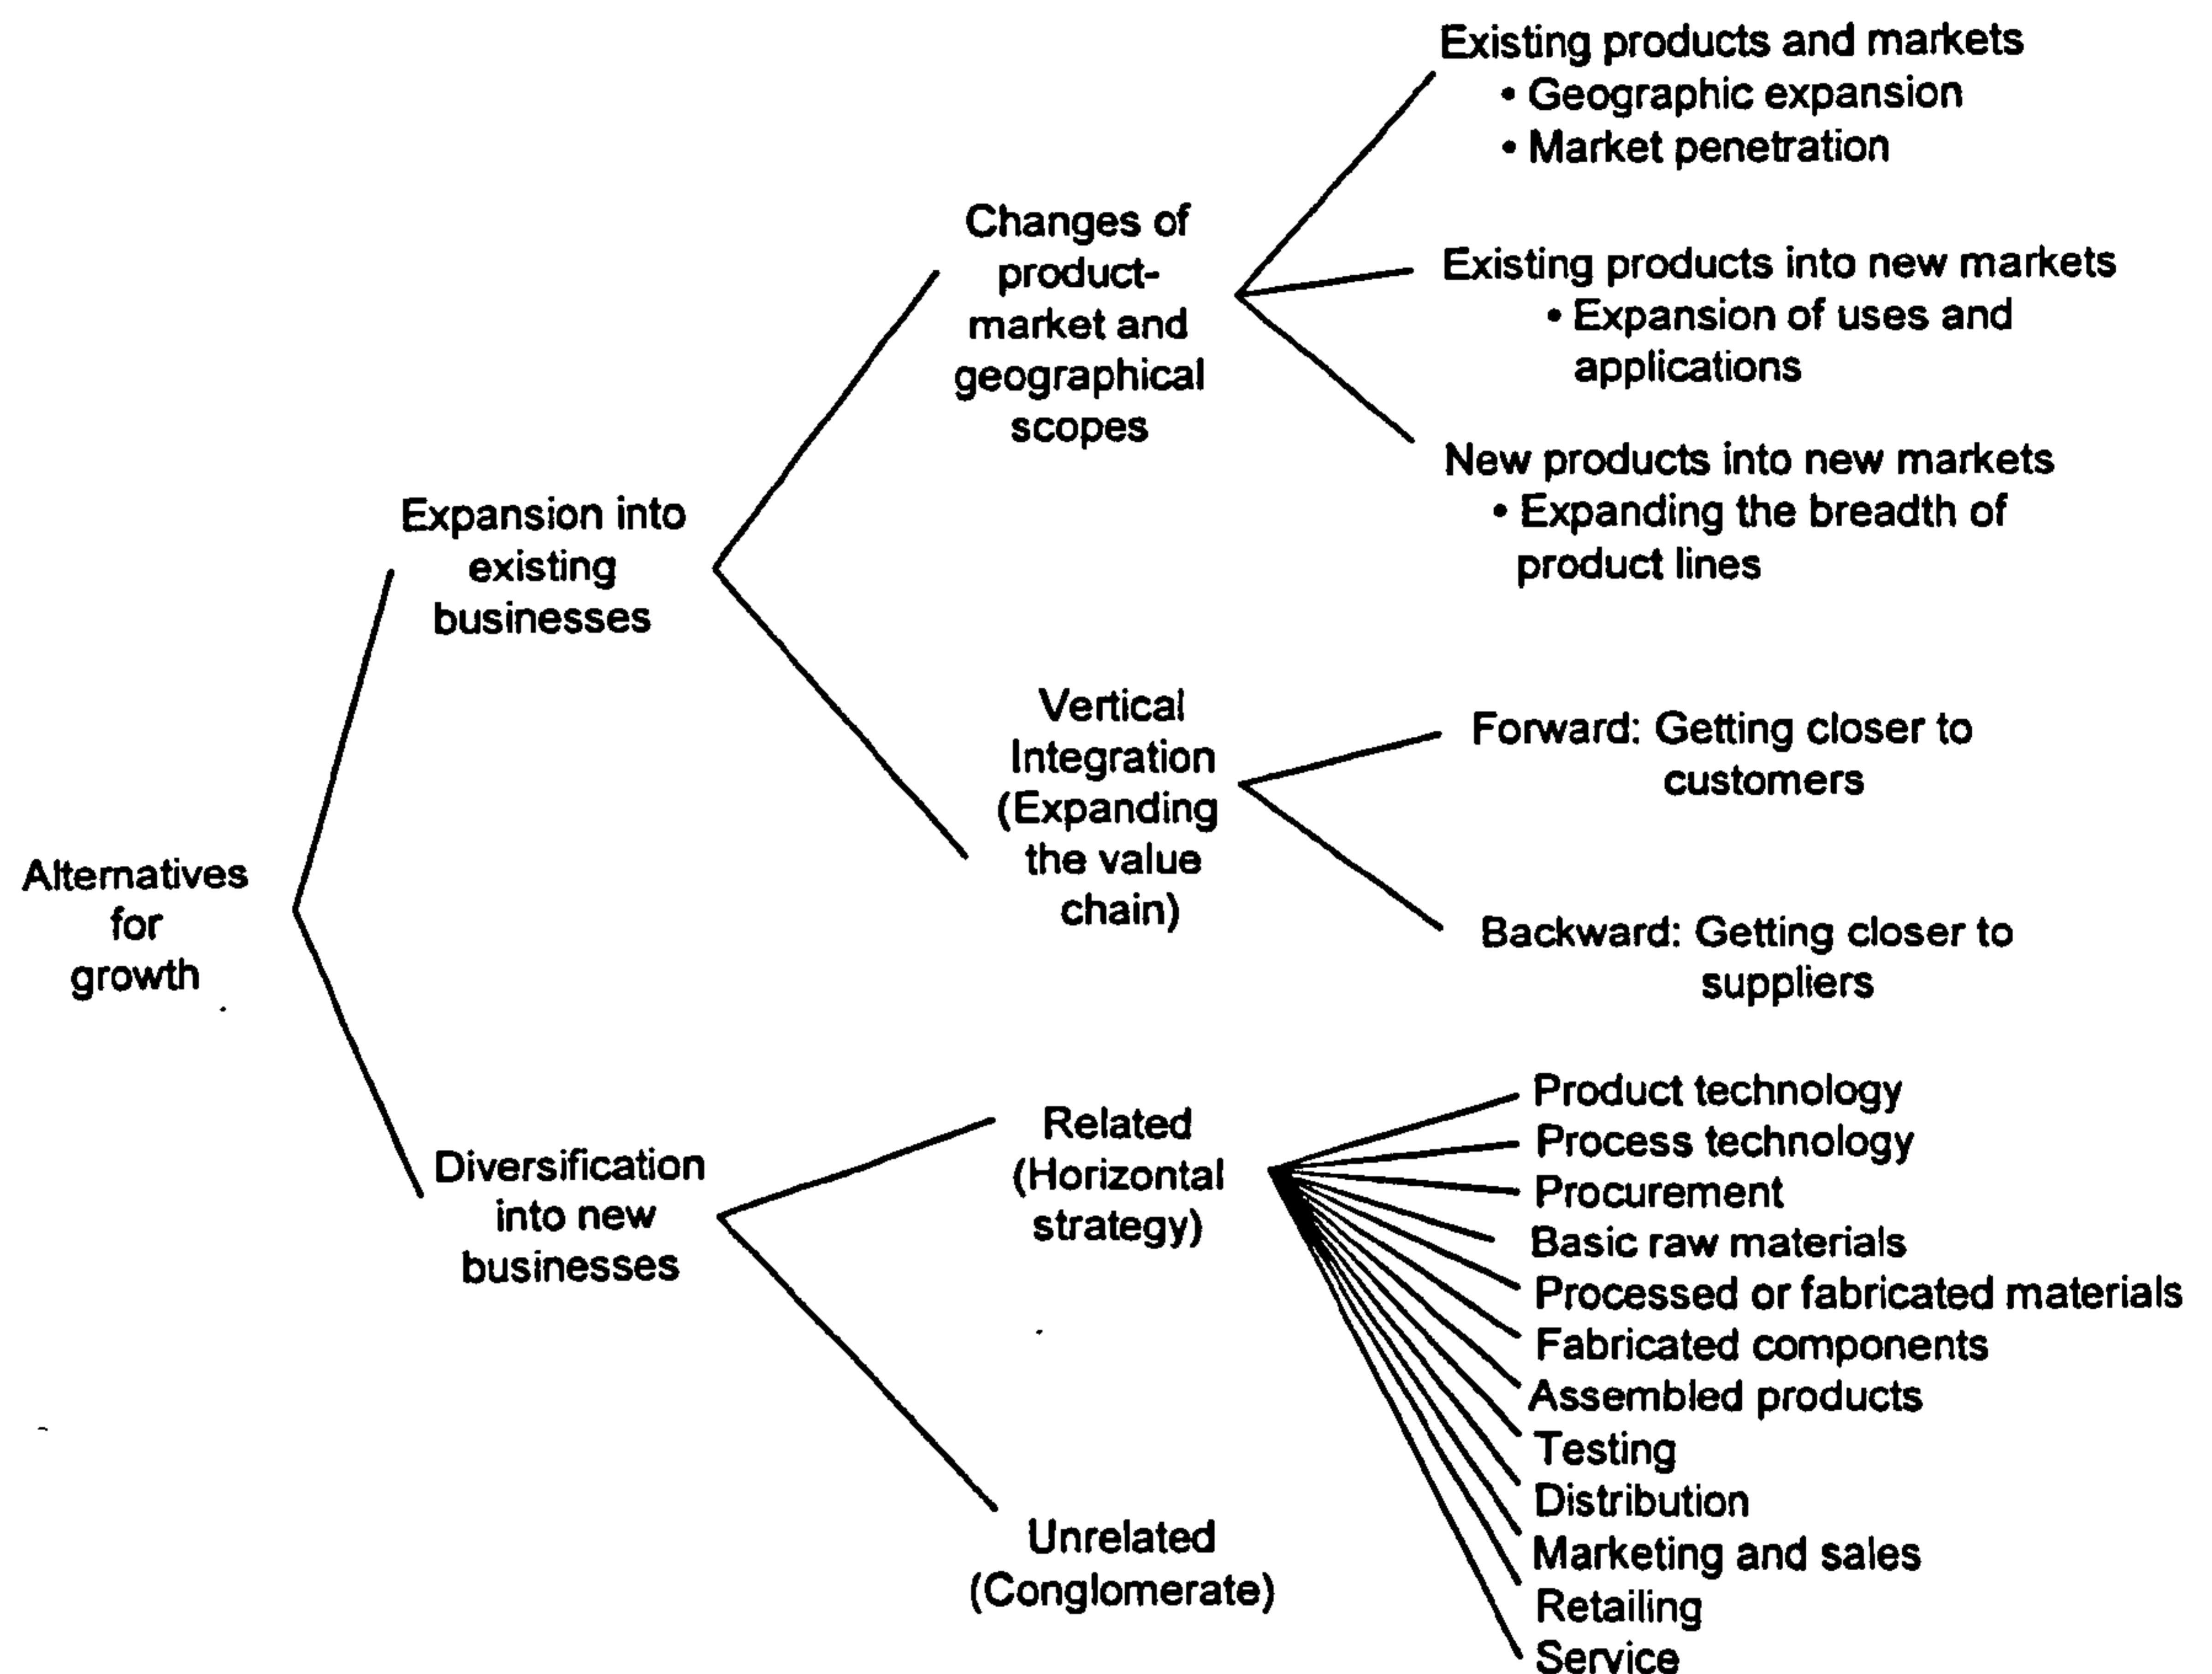 Alternatives
for
growth
Expansion into
existing
businesses
Diversification
into new
businesses
Changes of
product-
market and
geographical
scopes
Vertical
Integration
(Expanding
the value
chain)
Related
(Horizontal
strategy)
Unrelated
(Conglomerate)
Existing products and markets
• Geographic expansion
• Market penetration
Existing products into new markets
• Expansion of uses and
applications
New products into new markets
• Expanding the breadth of
product lines
Forward: Getting closer to
customers
Backward: Getting closer to
suppliers
Product technology
Process technology
Procurement
Basic raw materials
Processed or fabricated materials
Fabricated components
Assembled products
Testing
Distribution
Marketing and sales
Retailing
Service